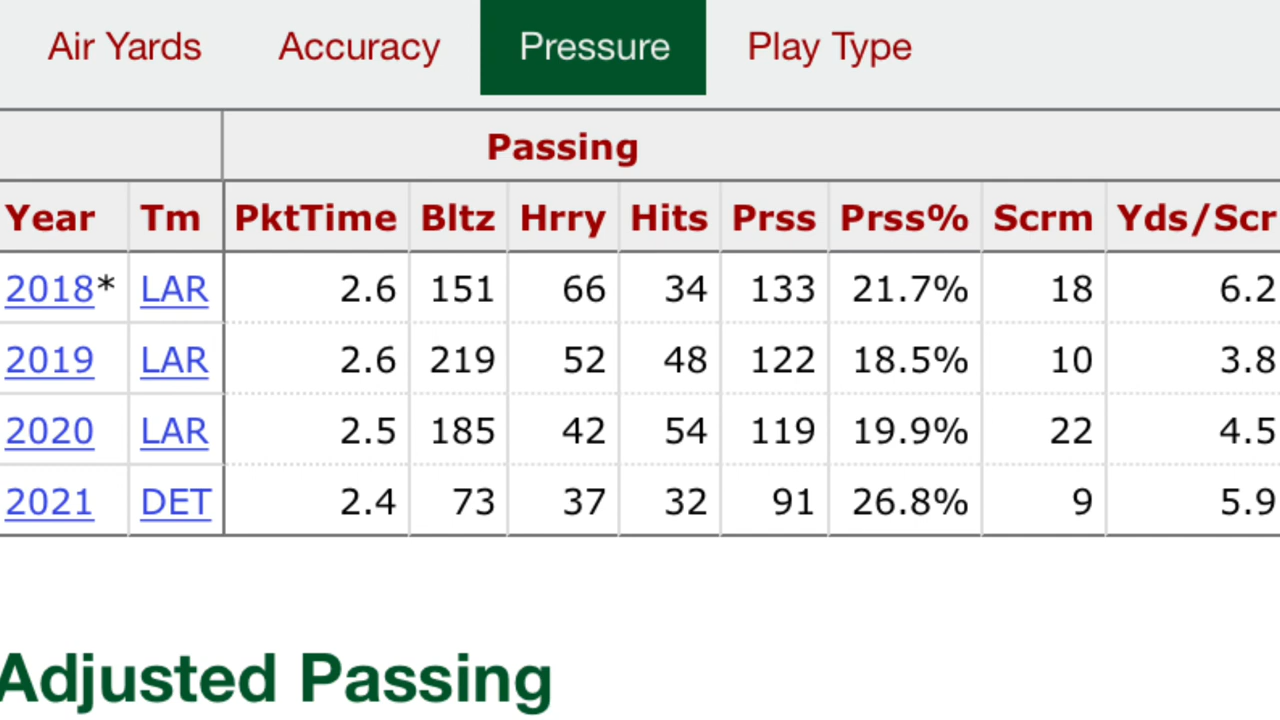 Air Yards Accuracy Pressure Play Type
Passing
Year Tm PktTime Bltz Hrry Hits Prss Prss% Scrm Yds/Scr
2018* LAR 2.6 151 66 34 133 21.7% 18 6.2
2019 LAR 2.6 219 52 48 122 18.5% 10 3.8
2020 LAR 2.5 185 42 54 119 19.9% 22 4.5
2021 DET 2.4 73 37 32 91 26.8% 9 5.9
Adjusted Passing